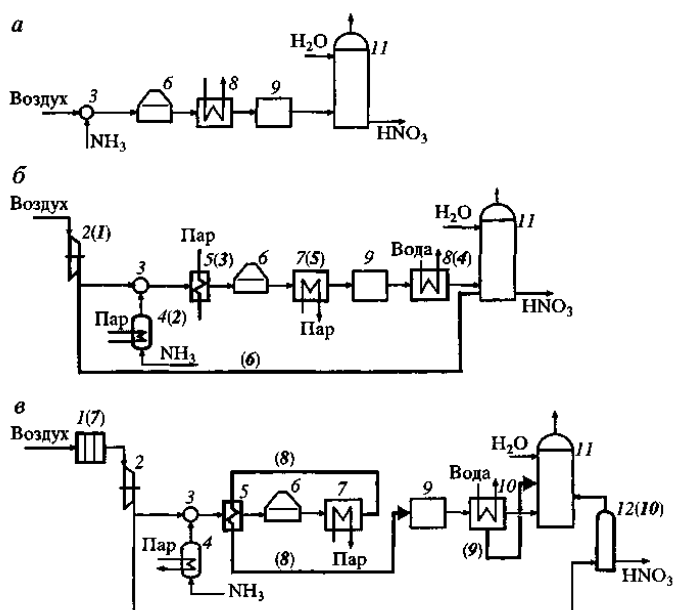 а
H₂O
11
Воздух
3
6
8
9
NH₃
HNO₃
б
Воздух
2(1)
H₂O
11
Пар
3
5(3)
6
7(5)
9
Вода
8(4)
Пар
4(2)
Пар
NH₃
HNO₃
(6)
в
1(7)
Воздух
2
(8)
H₂O
11
3
5
6
7
9
Вода
10
12(10)
Пар
4
Пар
(8)
(9)
NH₃
HNO₃